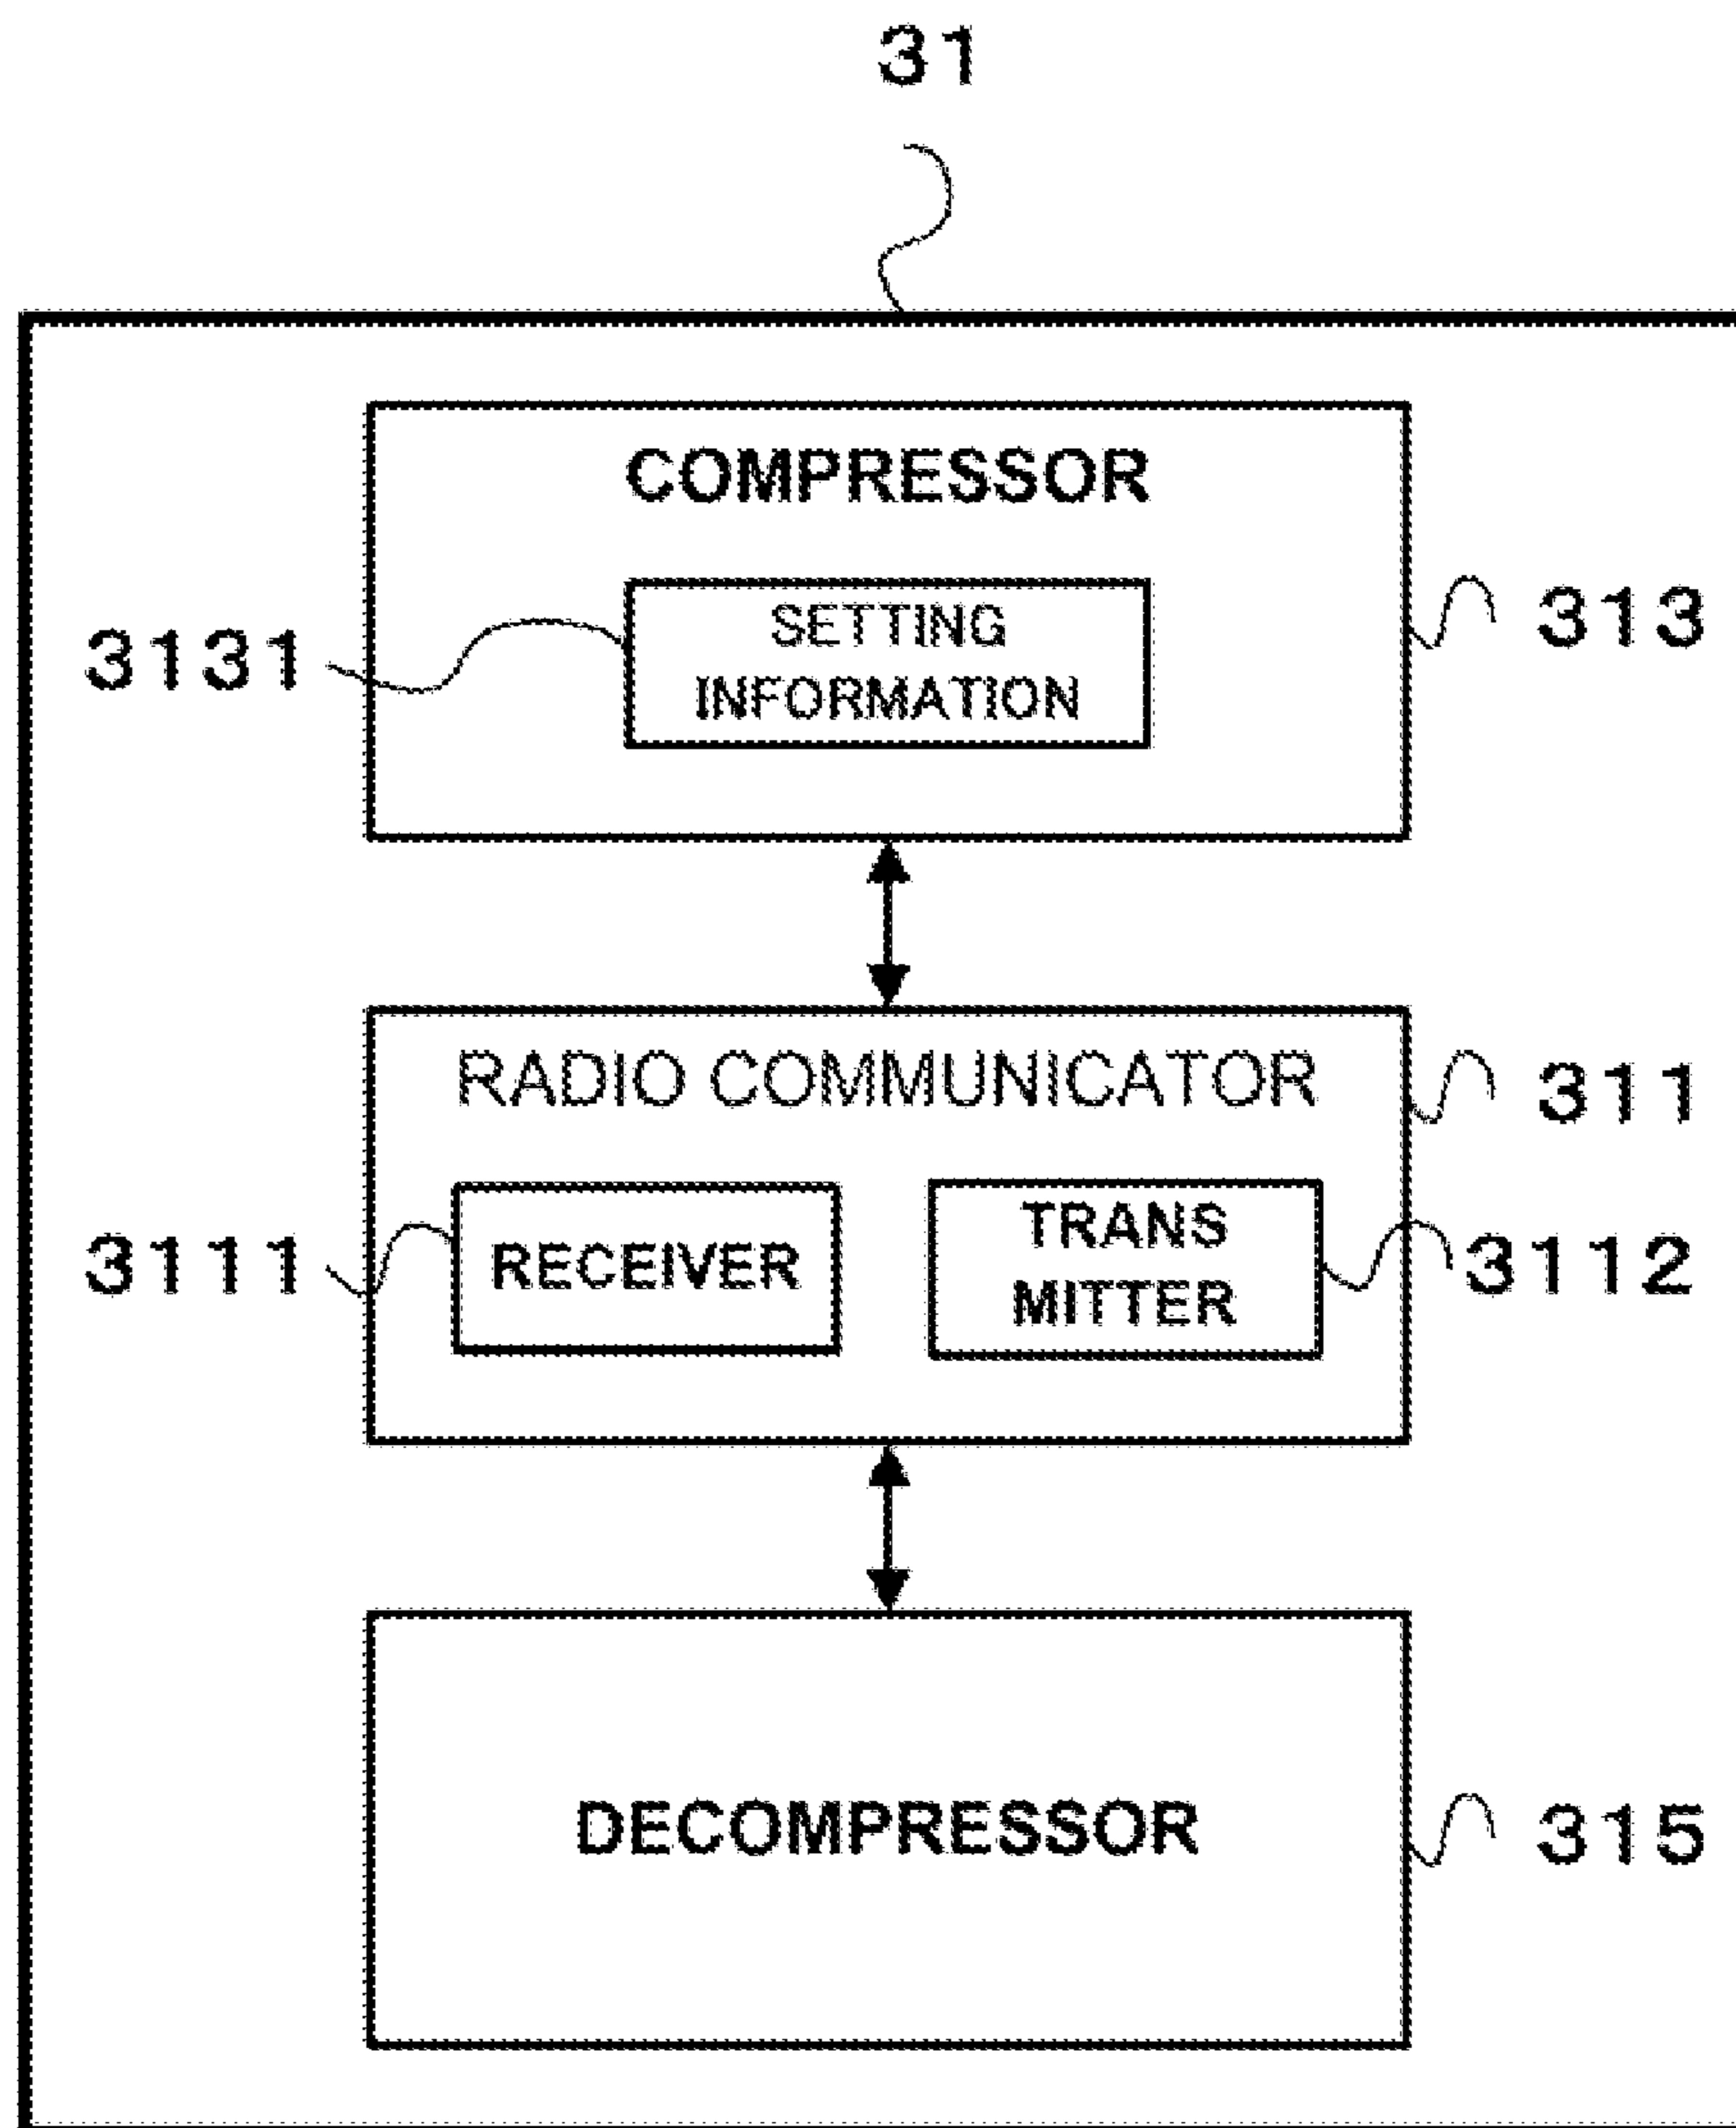 31
COMPRESSOR
313
SETTING
INFORMATION
3131
RADIO COMMUNICATOR
311
3111
RECEIVER
TRANS
MITTER
3112
DECOMPRESSOR
315